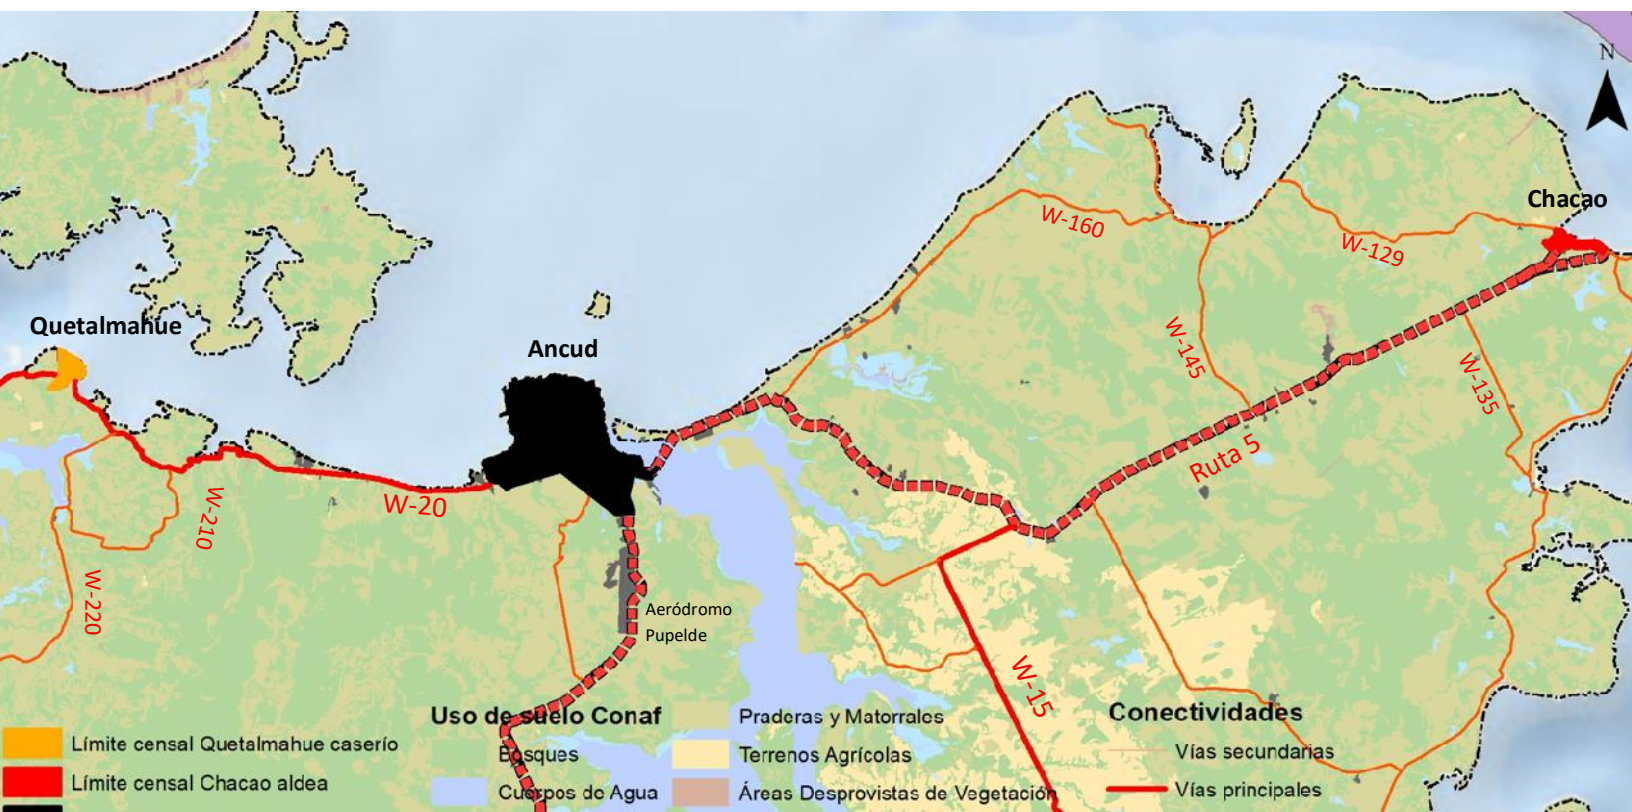 N
Chacao
W-160
W-129
Quetalmahue
Ancud
W-145
W-135
Ruta 5
W-20
W-210
W-220
Aeródromo
Pupelde
W-15
Uso de suelo Conaf
Bosques
Cuerpos de Agua
Praderas y Matorrales
Terrenos Agrícolas
Áreas Desprovistas de Vegetación
Conectividades
Vías secundarias
Vías principales
Límite censal Quetalmahue caserío
Límite censal Chacao aldea